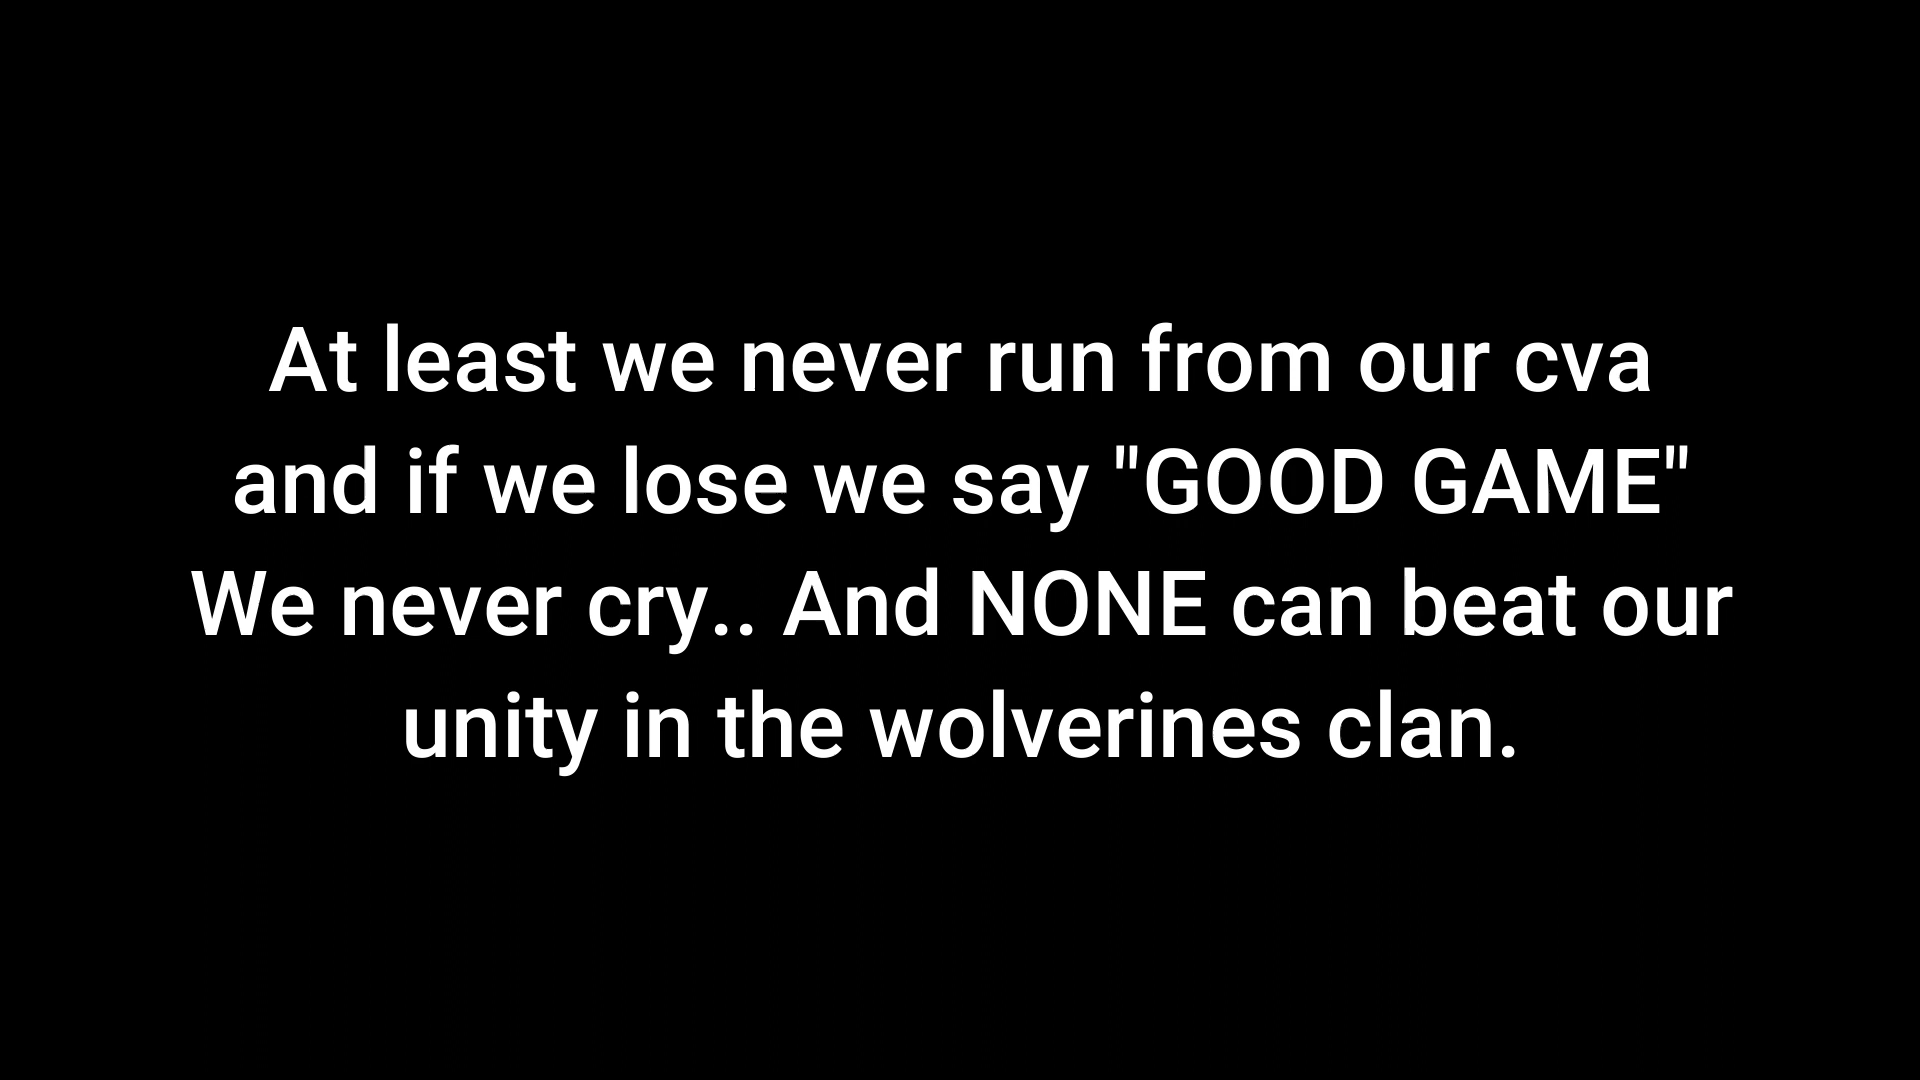 At least we never run from our cva
and if we lose we say "GOOD GAME"
We never cry.. And NONE can beat our
unity in the wolverines clan.